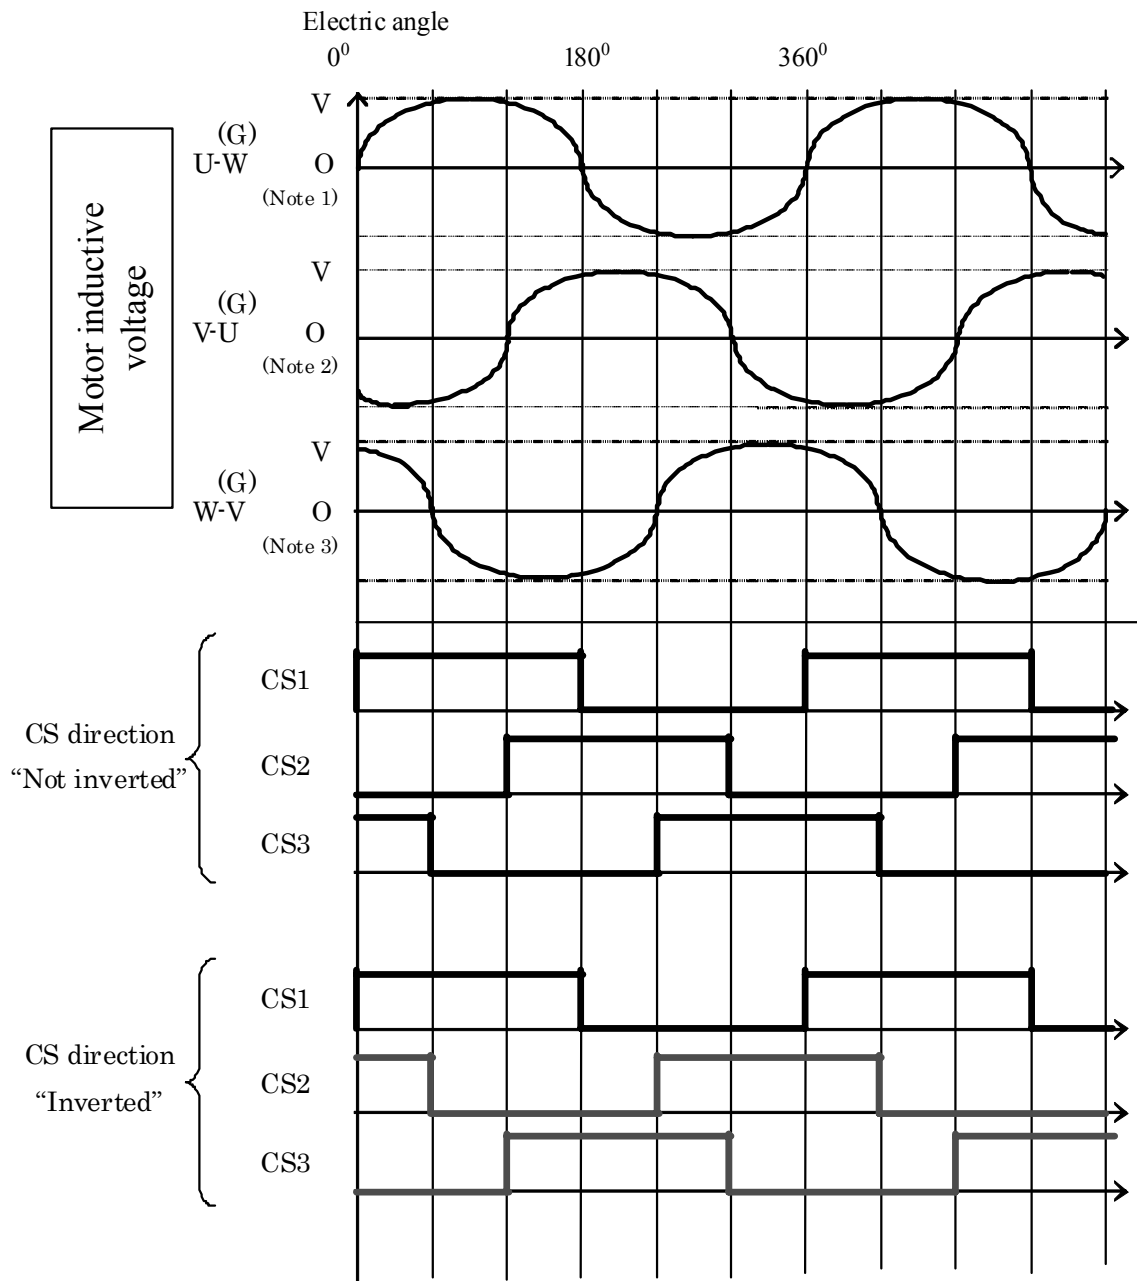 Electric angle
0⁰ 180⁰ 360⁰
Motor inductive
voltage
V
(G)
U-W O
(Note 1)
V
(G)
V-U O
(Note 2)
V
(G)
W-V O
(Note 3)
CS direction
“Not inverted”
CS1
CS2
CS3
CS direction
“Inverted”
CS1
CS2
CS3